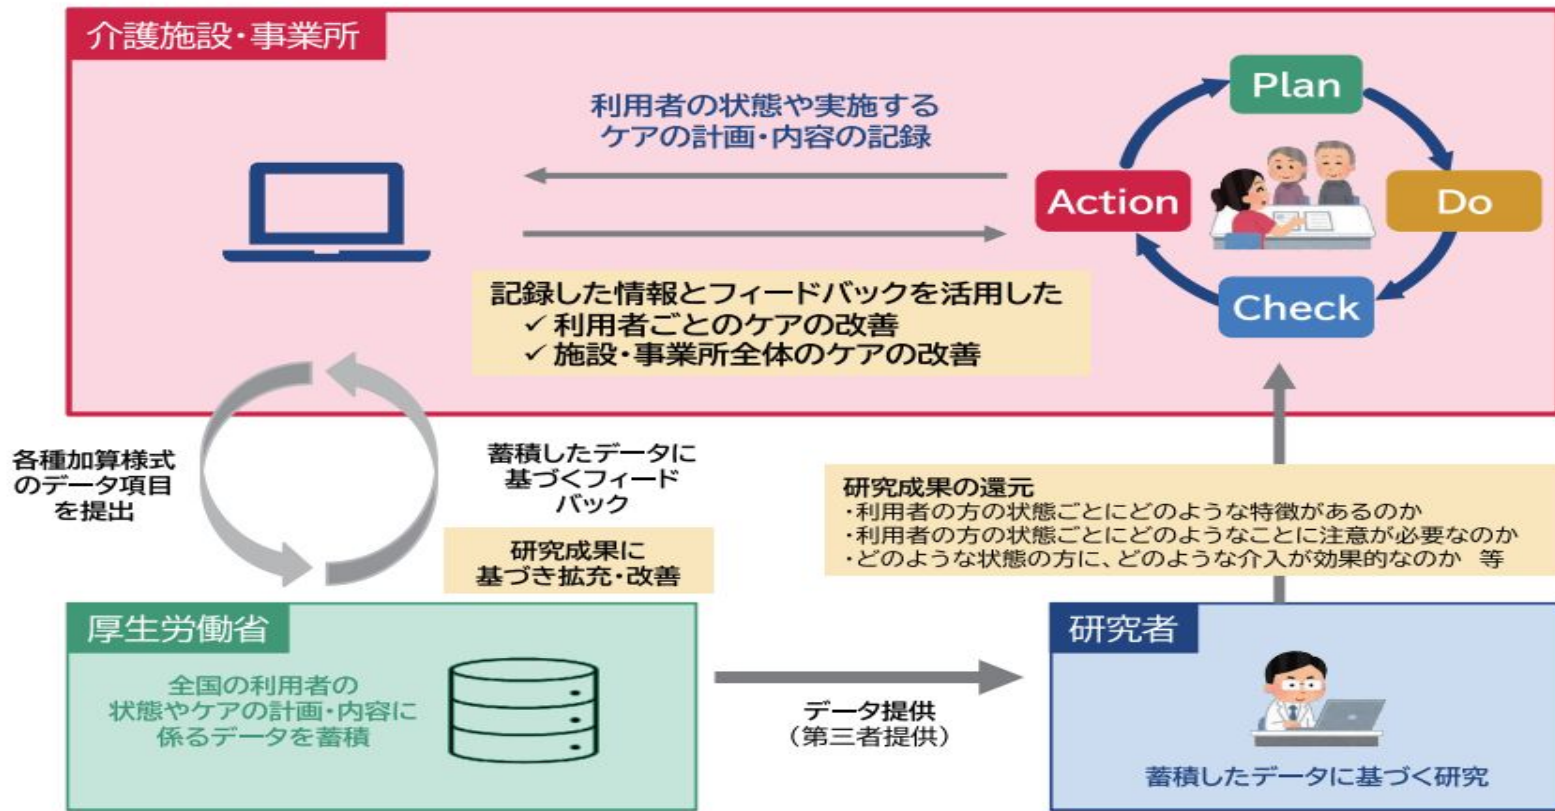 介護施設・事業所
利用者の状態や実施する
ケアの計画・内容の記録
Plan
Action
Do
Check
記録した情報とフィードバックを活用した
✓ 利用者ごとのケアの改善
✓ 施設・事業所全体のケアの改善
各種加算様式
のデータ項目
を提出
蓄積したデータに
基づくフィード
バック
研究成果に
基づき拡充・改善
研究成果の還元
・利用者の方の状態ごとにどのような特徴があるのか
・利用者の方の状態ごとにどのようなことに注意が必要なのか
・どのような状態の方に、どのような介入が効果的なのか 等
厚生労働省
全国の利用者の
状態やケアの計画・内容に
係るデータを蓄積
データ提供
（第三者提供）
研究者
蓄積したデータに基づく研究